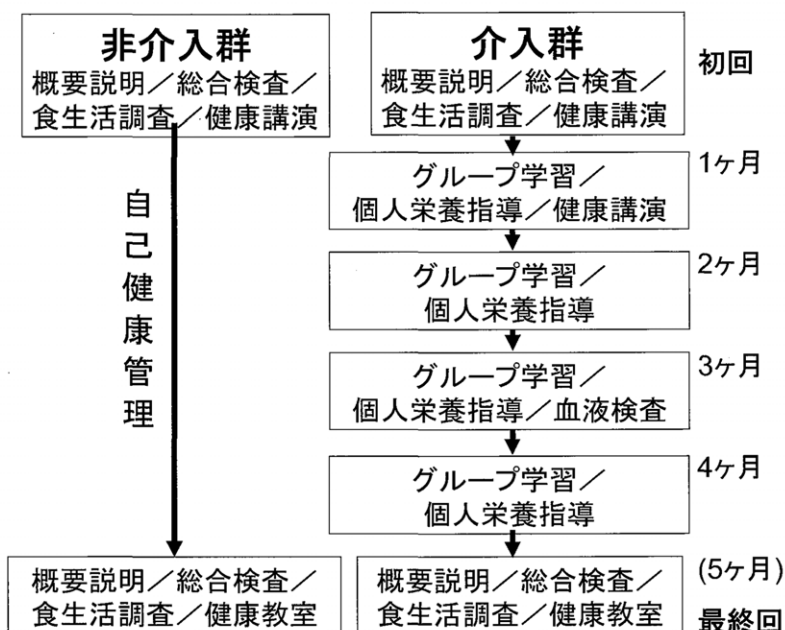 非介入群
概要説明／総合検査／
食生活調査／健康講演
自己健康管理
介入群
概要説明／総合検査／
食生活調査／健康講演
初回
グループ学習／
個人栄養指導／健康講演
1ヶ月
グループ学習／
個人栄養指導
2ヶ月
グループ学習／
個人栄養指導／血液検査
3ヶ月
グループ学習／
個人栄養指導
4ヶ月
概要説明／総合検査／
食生活調査／健康教室
概要説明／総合検査／
食生活調査／健康教室
(5ヶ月)
最終回